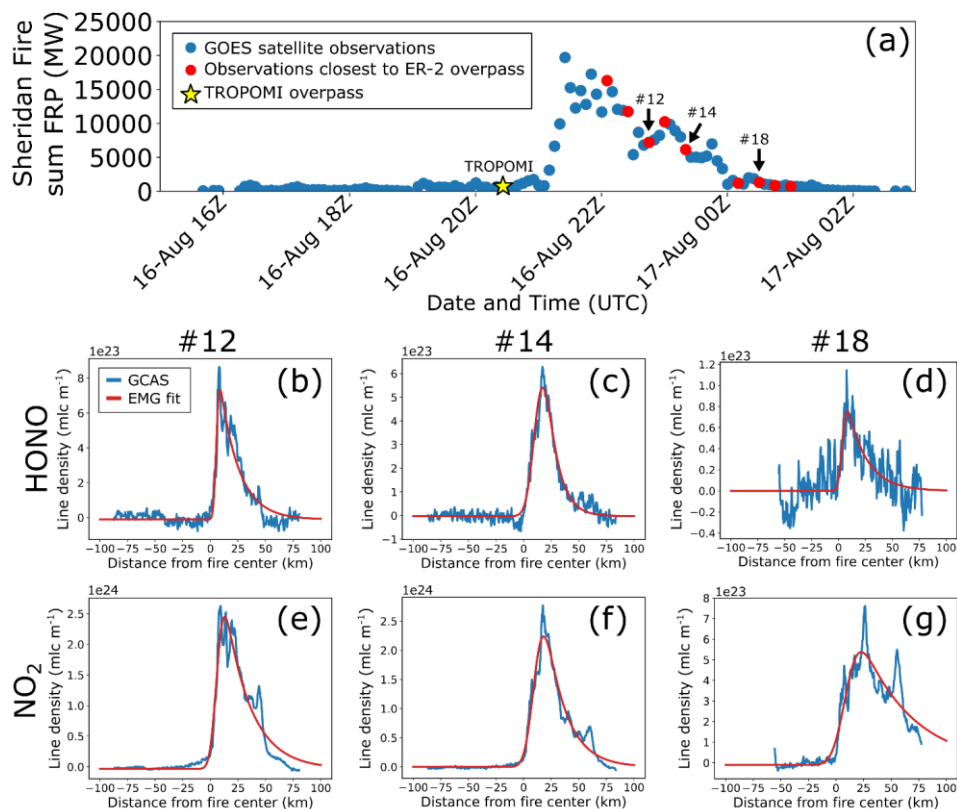 Sheridan Fire
sum FRP (MW)
25000
20000
15000
10000
5000
0
GOES satellite observations
Observations closest to ER-2 overpass
TROPOMI overpass
(a)
TROPOMI
#12
#14
#18
16-Aug 16Z
16-Aug 18Z
16-Aug 20Z
16-Aug 22Z
17-Aug 00Z
17-Aug 02Z
Date and Time (UTC)
#12
#14
#18
HONO
1e23
Line density (mlc m⁻¹)
8
6
4
2
0
GCAS
EMG fit
(b)
-100 -75 -50 -25 0 25 50 75 100
Distance from fire center (km)
1e23
Line density (mlc m⁻¹)
6
5
4
3
2
1
0
−1
(c)
-100 -75 -50 -25 0 25 50 75 100
Distance from fire center (km)
1e23
Line density (mlc m⁻¹)
1.2
1.0
0.8
0.6
0.4
0.2
0.0
−0.2
−0.4
(d)
-100 -75 -50 -25 0 25 50 75 100
Distance from fire center (km)
NO₂
1e24
Line density (mlc m⁻¹)
2.5
2.0
1.5
1.0
0.5
0.0
(e)
-100 -75 -50 -25 0 25 50 75 100
Distance from fire center (km)
1e24
Line density (mlc m⁻¹)
2.5
2.0
1.5
1.0
0.5
0.0
(f)
-100 -75 -50 -25 0 25 50 75 100
Distance from fire center (km)
1e23
Line density (mlc m⁻¹)
8
7
6
5
4
3
2
1
0
(g)
-100 -75 -50 -25 0 25 50 75 100
Distance from fire center (km)